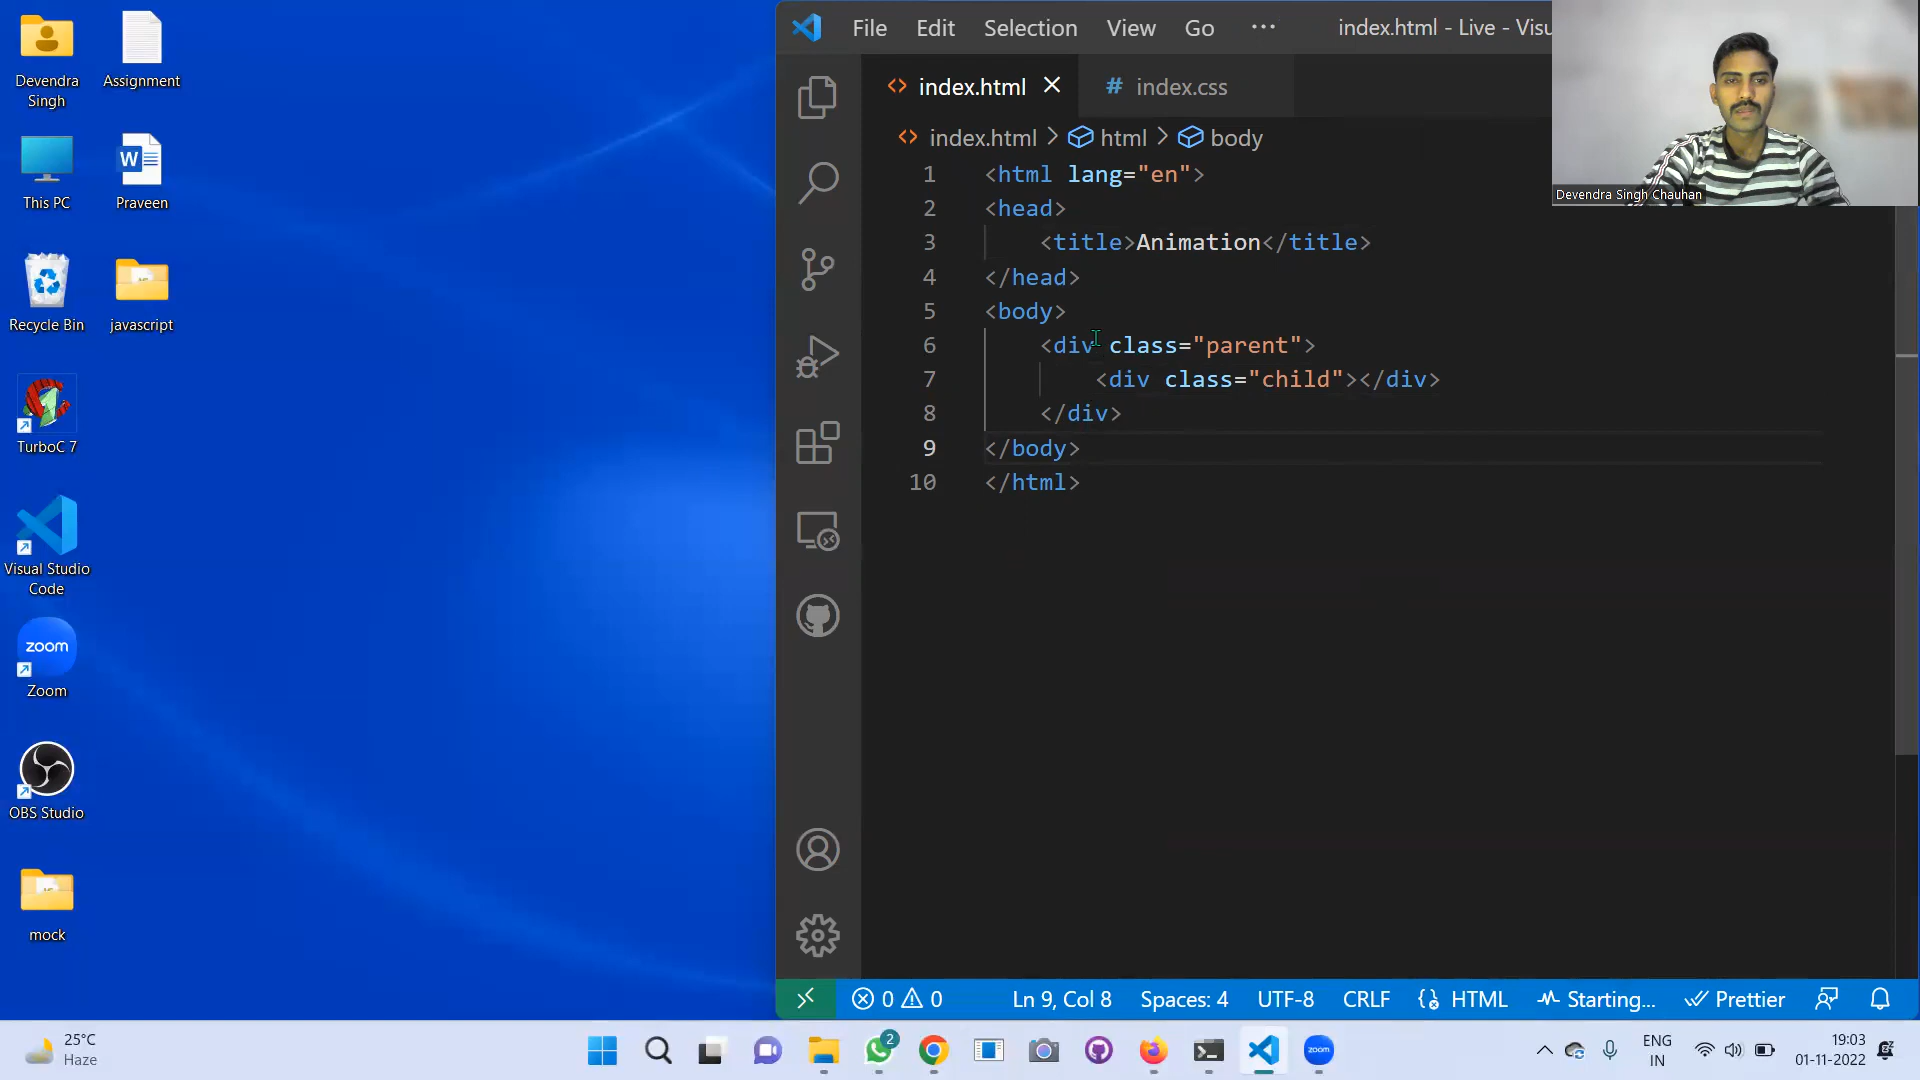 Devendra Singh
Assignment
This PC
Praveen
Recycle Bin
javascript
TurboC 7
Visual Studio Code
zoom
Zoom
OBS Studio
mock
File Edit Selection View Go ··· index.html - Live - Visu
index.html # index.css
index.html > html > body
1 <html lang="en">
2 <head>
3 <title>Animation</title>
4 </head>
5 <body>
6 <div class="parent">
7 <div class="child"></div>
8 </div>
9 </body>
10 </html>
Devendra Singh Chauhan
0 0 Ln 9, Col 8 Spaces: 4 UTF-8 CRLF HTML Starting... Prettier
25°C
Haze
2
zoom
ENG
IN
19:03
01-11-2022